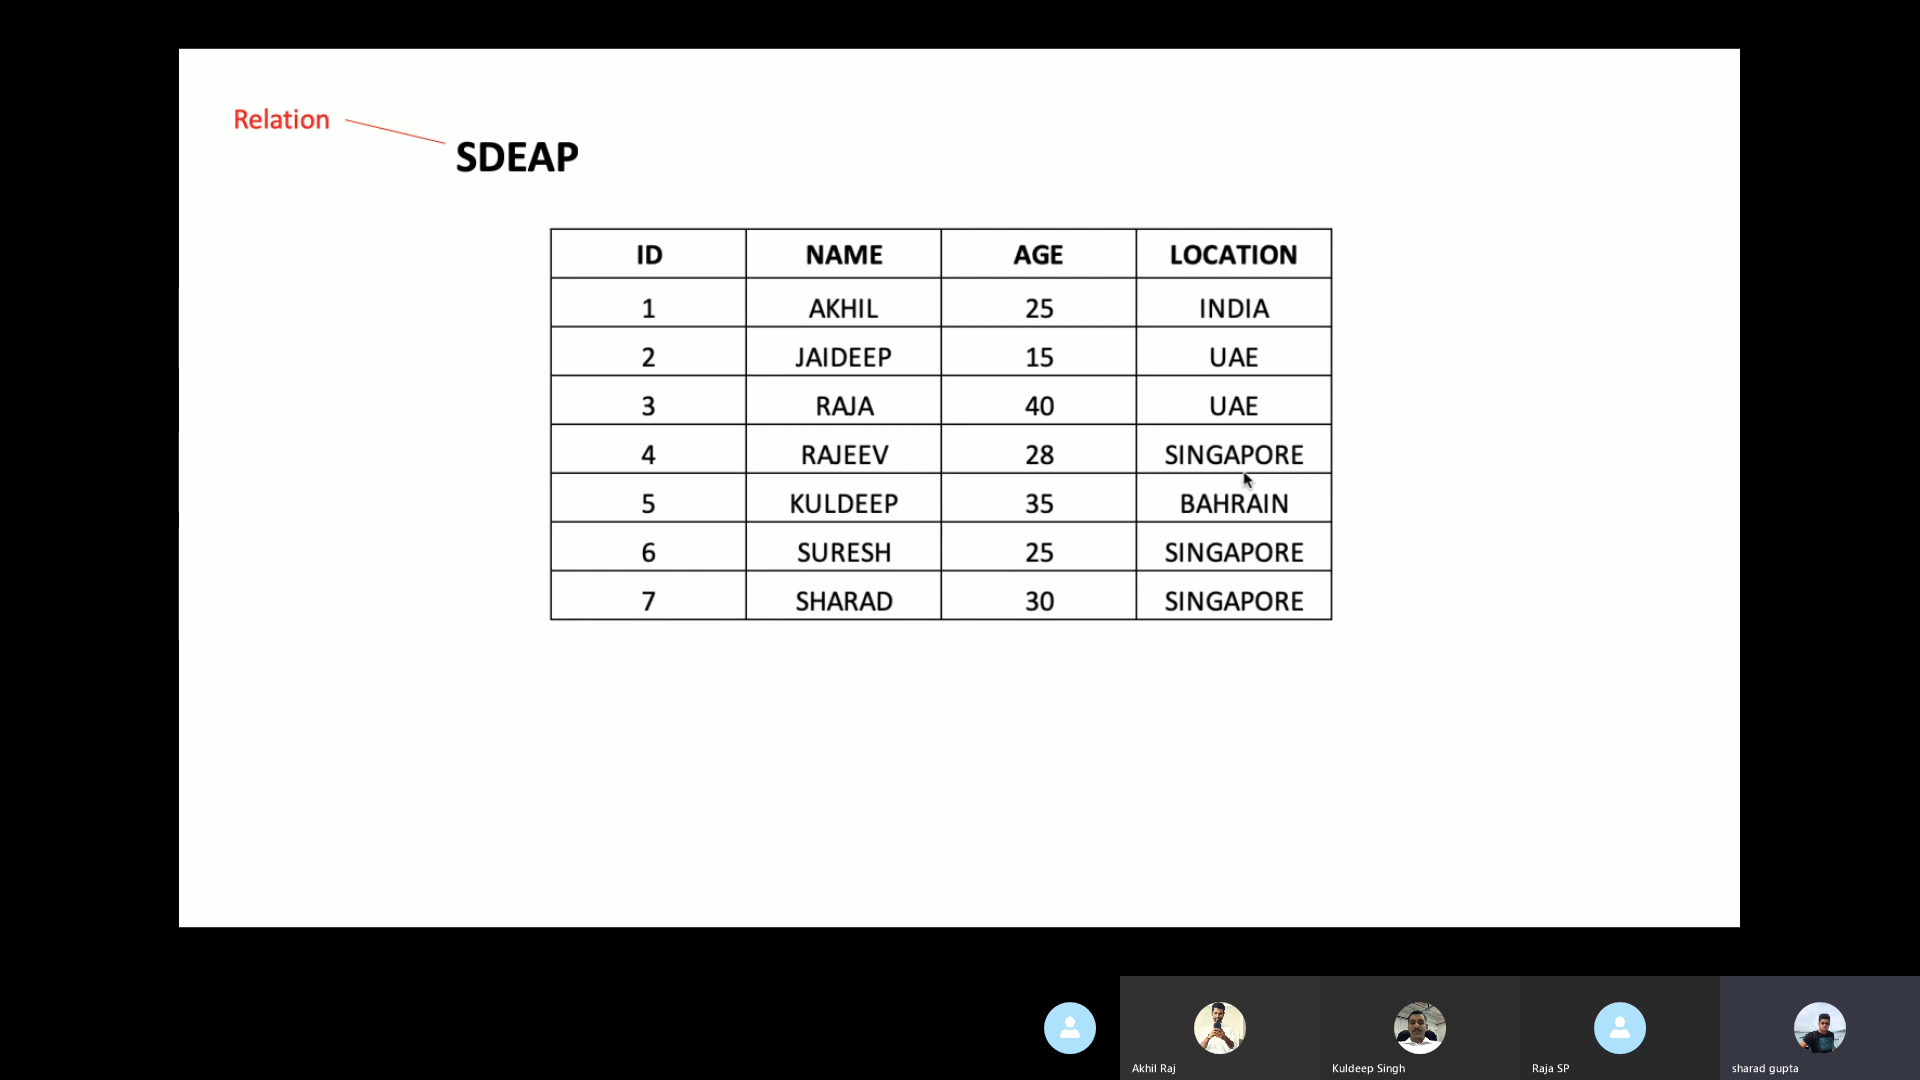 Relation
SDEAP
ID NAME AGE LOCATION
1 AKHIL 25 INDIA
2 JAIDEEP 15 UAE
3 RAJA 40 UAE
4 RAJEEV 28 SINGAPORE
5 KULDEEP 35 BAHRAIN
6 SURESH 25 SINGAPORE
7 SHARAD 30 SINGAPORE
Akhil Raj Kuldeep Singh Raja SP sharad gupta